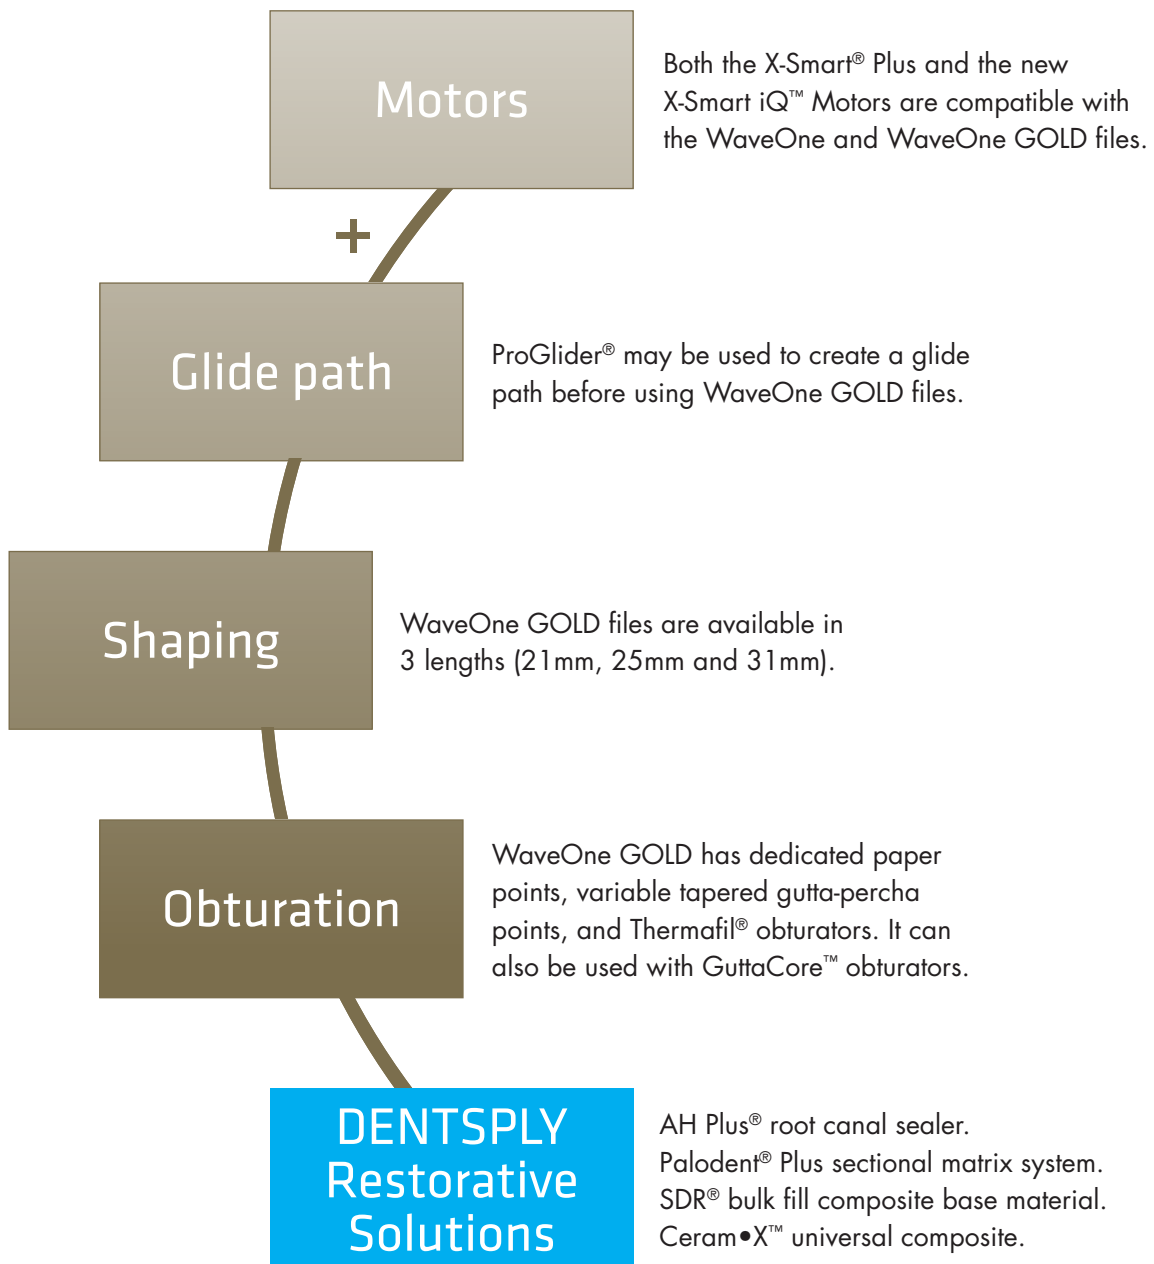 Motors
Both the X-Smart® Plus and the new
X-Smart iQ™ Motors are compatible with
the WaveOne and WaveOne GOLD files.
+
Glide path
ProGlider® may be used to create a glide
path before using WaveOne GOLD files.
Shaping
WaveOne GOLD files are available in
3 lengths (21mm, 25mm and 31mm).
Obturation
WaveOne GOLD has dedicated paper
points, variable tapered gutta-percha
points, and Thermafil® obturators. It can
also be used with GuttaCore™ obturators.
DENTSPLY
Restorative
Solutions
AH Plus® root canal sealer.
Palodent® Plus sectional matrix system.
SDR® bulk fill composite base material.
Ceram•X™ universal composite.